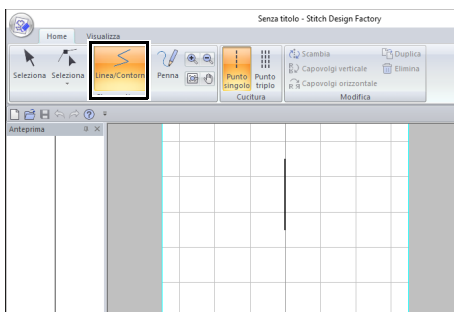 Senza titolo - Stitch Design Factory
Home Visualizza
Seleziona Seleziona Linea/Contorn Penna Punto singolo Punto triplo Scambia Duplica
Capovolgi verticale Elimina
Capovolgi orizzontale
Cucitura Modifica
Anteprima